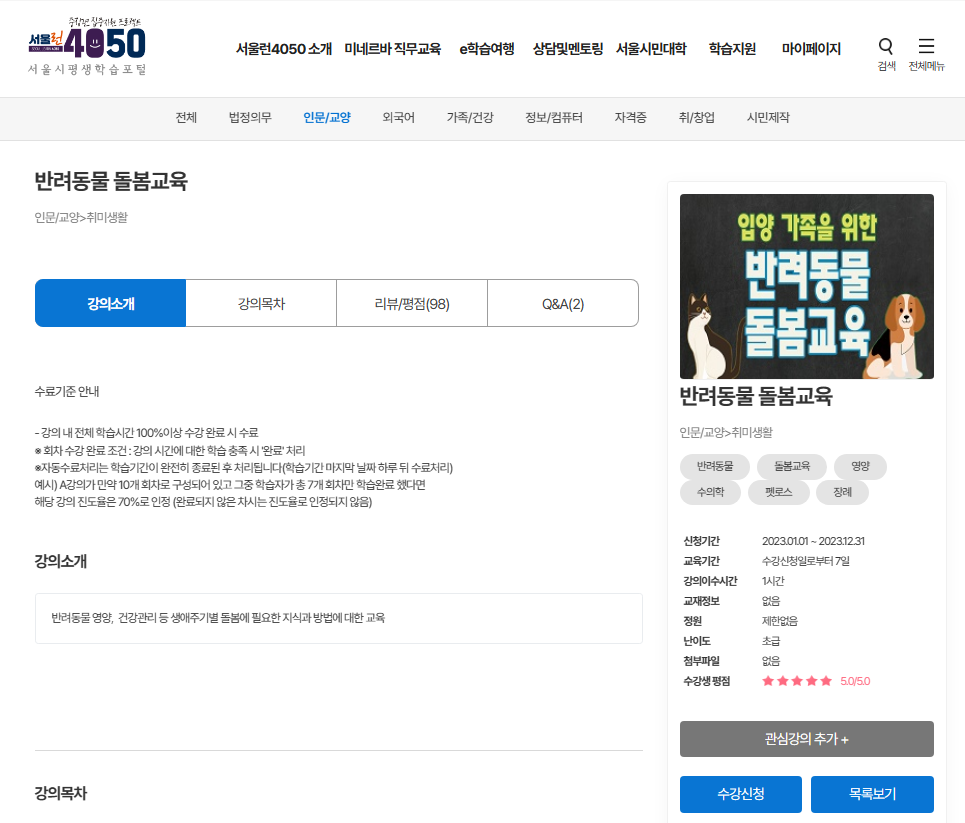 수강권 집중지원 프로젝트
서울런4050
서울시평생학습포털
서울런4050 소개 미네르바 직무교육 e학습여행 상담및멘토링 서울시민대학 학습지원 마이페이지
검색 전체메뉴
전체 법정의무 인문/교양 외국어 가족/건강 정보/컴퓨터 자격증 취/창업 시민제작
반려동물 돌봄교육
인문/교양>취미생활
강의소개 강의목차 리뷰/평점(98) Q&A(2)
수료기준 안내
- 강의 내 전체 학습시간 100%이상 수강 완료 시 수료
※ 회차 수강 완료 조건 : 강의 시간에 대한 학습 충족 시 '완료' 처리
※자동수료처리는 학습기간이 완전히 종료된 후 처리됩니다(학습기간 마지막 날짜 하루 뒤 수료처리)
예시) A강의가 만약 10개 회차로 구성되어 있고 그중 학습자가 총 7개 회차만 학습완료 했다면
해당 강의 진도율은 70%로 인정 (완료되지 않은 차시는 진도율로 인정되지 않음)
강의소개
반려동물 영양, 건강관리 등 생애주기별 돌봄에 필요한 지식과 방법에 대한 교육
강의목차
입양 가족을 위한
반려동물
돌봄교육
반려동물 돌봄교육
인문/교양>취미생활
반려동물 돌봄교육 영양
수의학 펫로스 장례
신청기간 2023.01.01 ~ 2023.12.31
교육기간 수강신청일로부터 7일
강의이수시간 1시간
교재정보 없음
정원 제한없음
난이도 초급
첨부파일 없음
수강생 평점 ★★★★★ 5.0/5.0
관심강의 추가 +
수강신청 목록보기